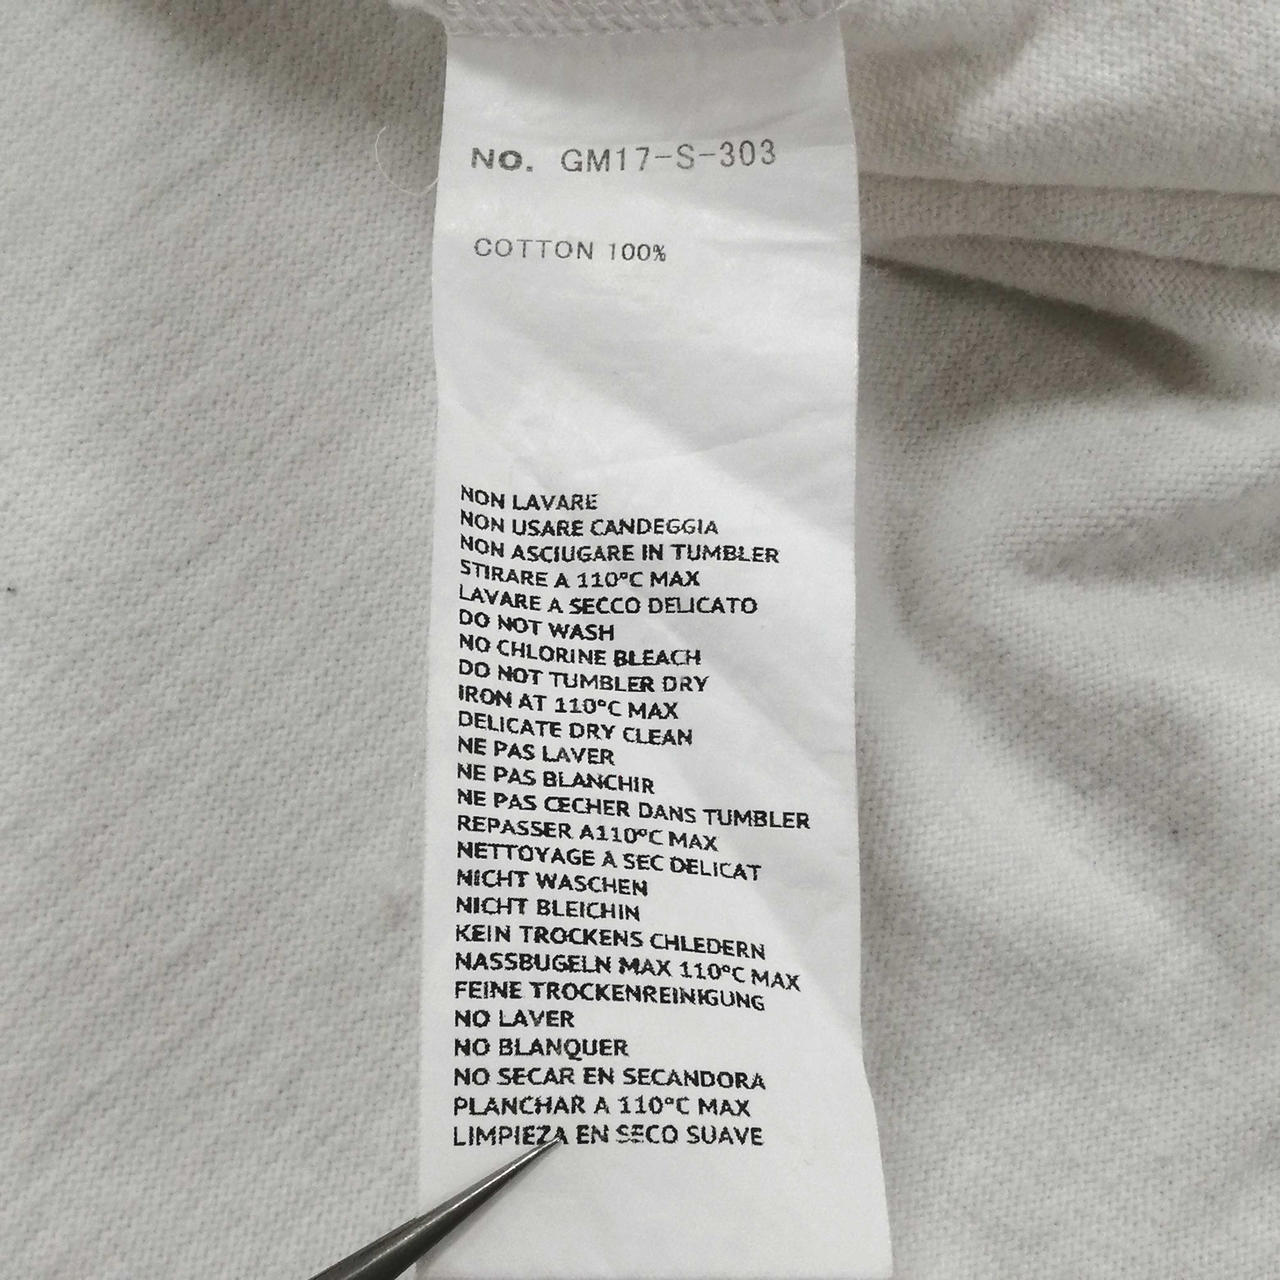 NO. GM17-S-303
COTTON 100%
NON LAVARE
NON USARE CANDEGGIA
NON ASCIUGARE IN TUMBLER
STIRARE A 110°C MAX
LAVARE A SECCO DELICATO
DO NOT WASH
NO CHLORINE BLEACH
DO NOT TUMBLER DRY
IRON AT 110°C MAX
DELICATE DRY CLEAN
NE PAS LAVER
NE PAS BLANCHIR
NE PAS CECHER DANS TUMBLER
REPASSER A110°C MAX
NETTOYAGE A SEC DELICAT
NICHT WASCHEN
NICHT BLEICHIN
KEIN TROCKENS CHLEDERN
NASSBUGELN MAX 110°C MAX
FEINE TROCKENREINIGUNG
NO LAVER
NO BLANQUER
NO SECAR EN SECANDORA
PLANCHAR A 110°C MAX
LIMPIEZA EN SECO SUAVE